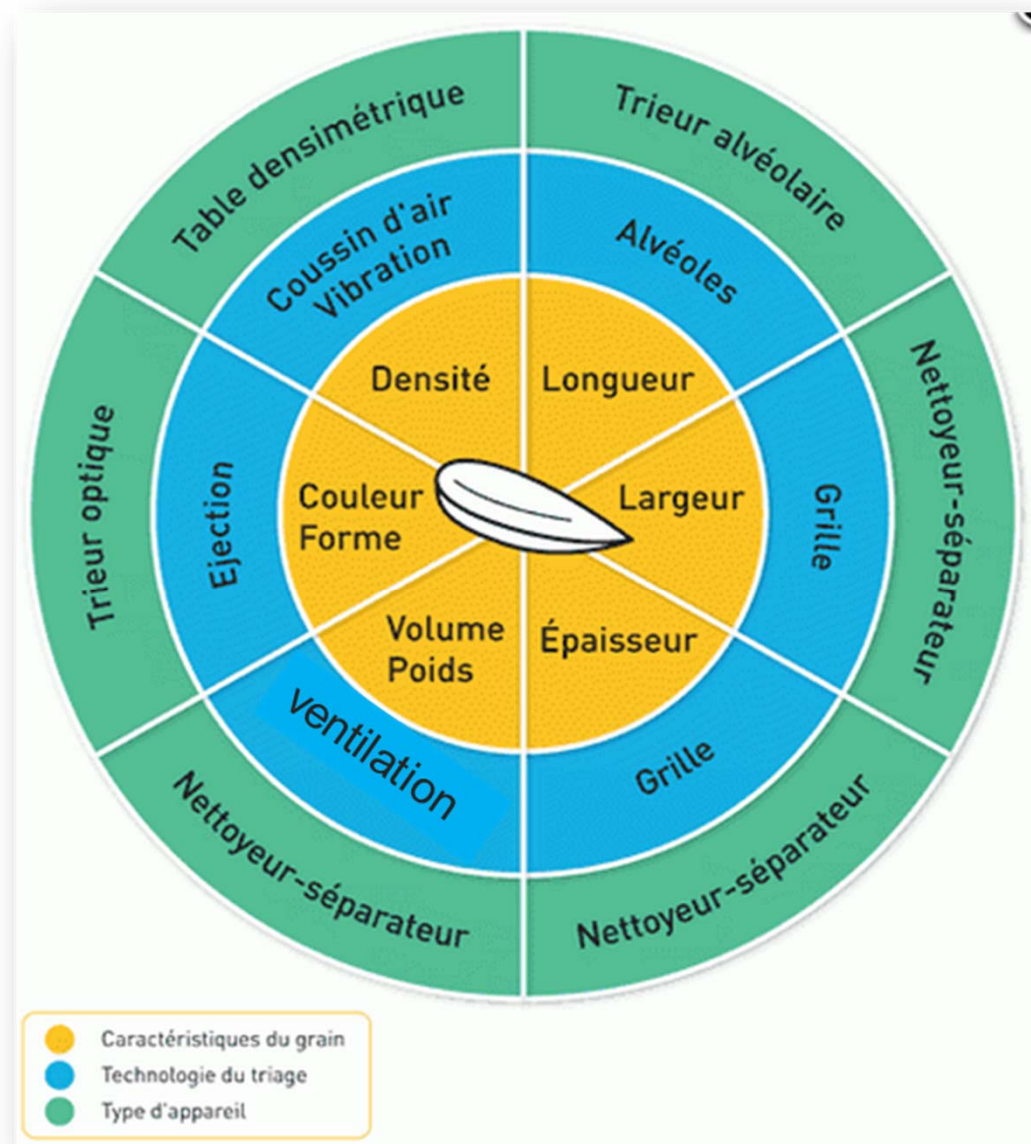 Table densimétrique
Trieur alvéolaire
Coussin d'air
Vibration
Alvéoles
Densité
Longueur
Nettoyeur-séparateur
Trieur optique
Ejection
Couleur
Forme
Largeur
Grille
Volume
Poids
Épaisseur
ventilation
Grille
Nettoyeur-séparateur
Nettoyeur-séparateur
Caractéristiques du grain
Technologie du triage
Type d'appareil